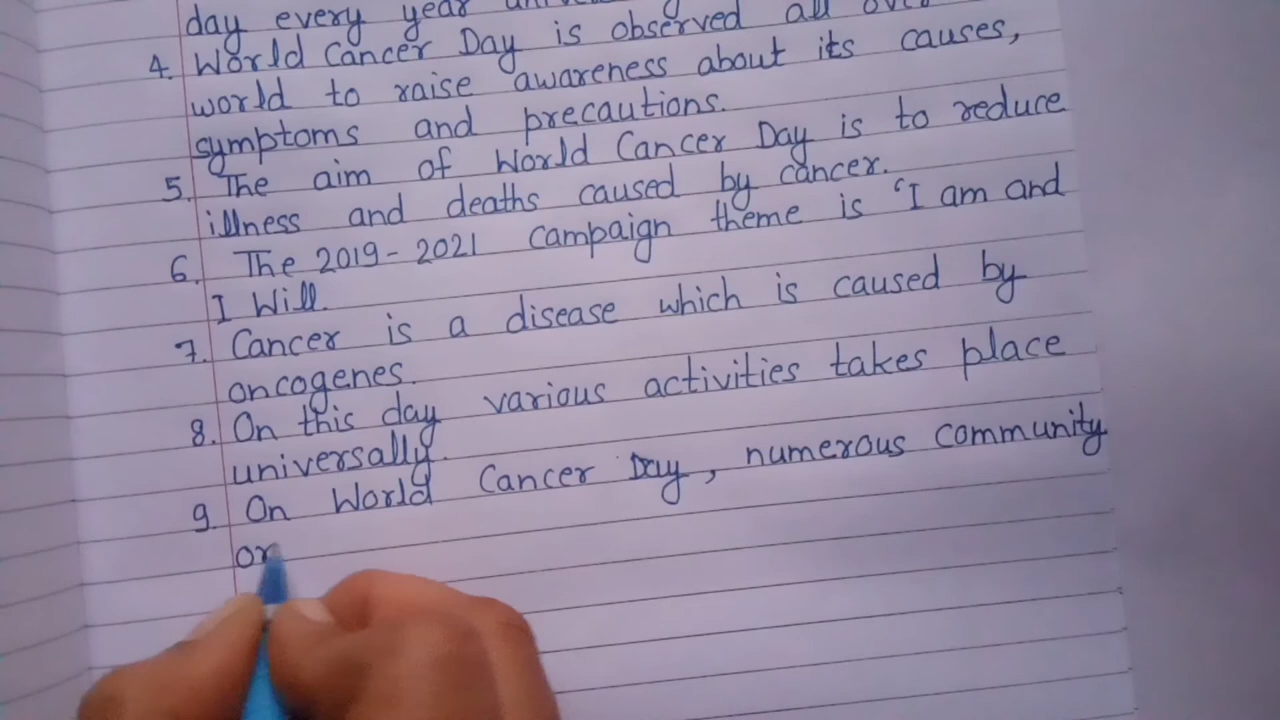 day every year
4. World Cancer Day is observed all over
world to raise awareness about its causes,
symptoms and precautions.
5. The aim of World Cancer Day is to reduce
illness and deaths caused by cancer.
6. The 2019-2021 campaign theme is 'I am and
I Will.
7. Cancer is a disease which is caused by
oncogenes.
8. On this day various activities takes place
universally.
9. On World Cancer Day, numerous community
or